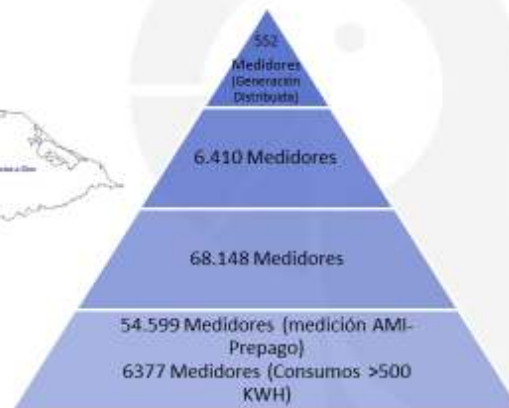 552
Medidores
(Generación
Distribuida)
6.410 Medidores
68.148 Medidores
54.599 Medidores (medición AMI-
Prepago)
6377 Medidores (Consumos >500
KWH)